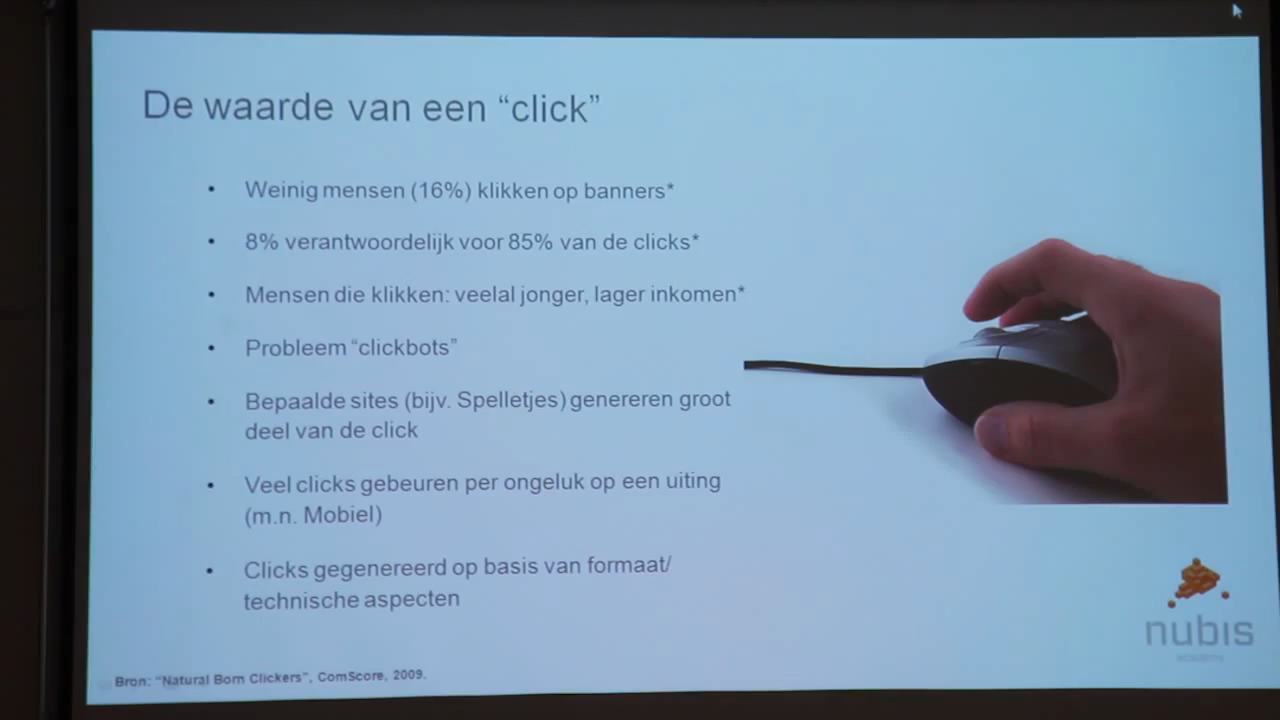 De waarde van een “click”
• Weinig mensen (16%) klikken op banners*
• 8% verantwoordelijk voor 85% van de clicks*
• Mensen die klikken: veelal jonger, lager inkomen*
• Probleem “clickbots”
• Bepaalde sites (bijv. Spelletjes) genereren groot
deel van de click
• Veel clicks gebeuren per ongeluk op een uiting
(m.n. Mobiel)
• Clicks gegenereerd op basis van formaat/
technische aspecten
Bron: “Natural Born Clickers”, ComScore, 2009.
nubis
academy